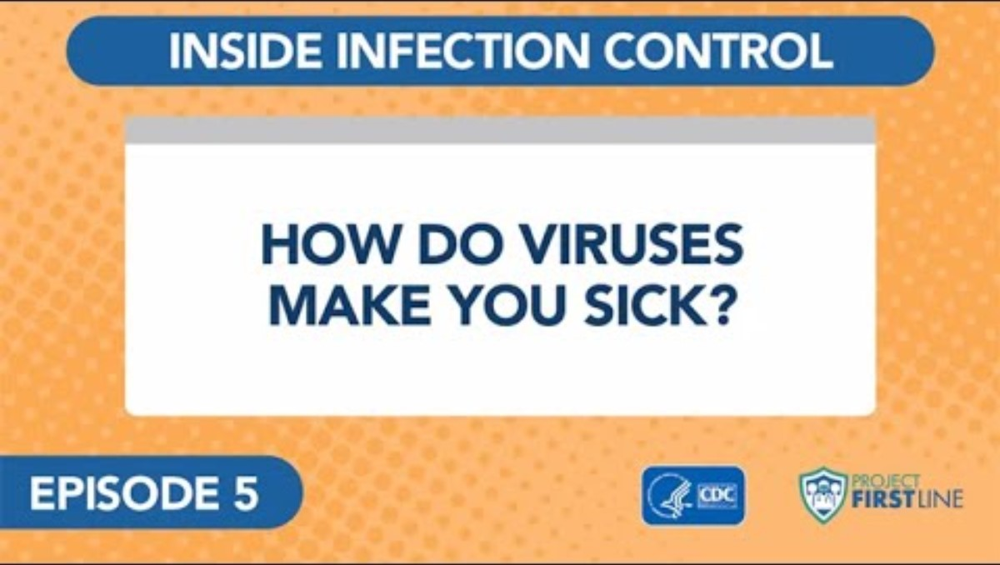 INSIDE INFECTION CONTROL
HOW DO VIRUSES
MAKE YOU SICK?
EPISODE 5
CDC
PROJECT
FIRSTLINE